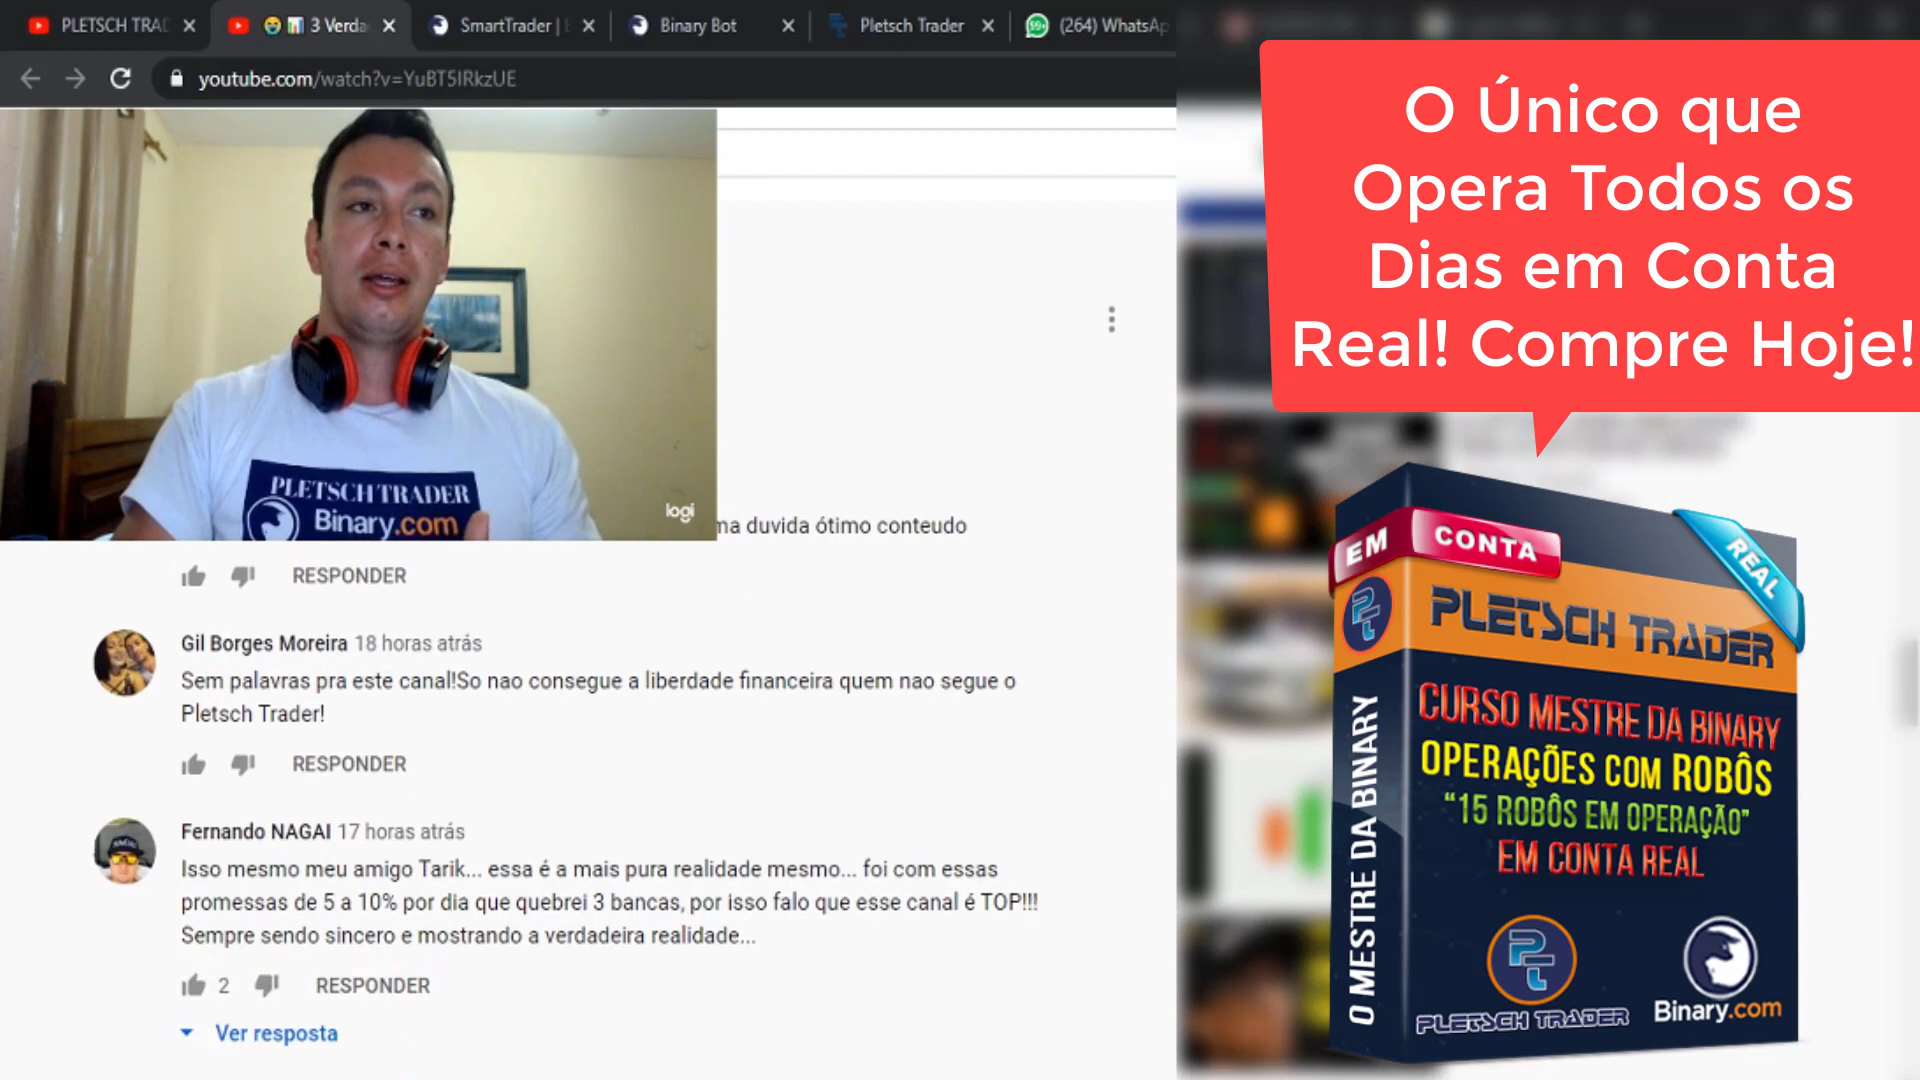 PLETSCH TRAD
3 Verda
SmartTrader |
Binary Bot
Pletsch Trader
99+
(264) WhatsAp
youtube.com/watch?v=YuBT5IRkzUE
O Único que
Opera Todos os
Dias em Conta
Real! Compre Hoje!
PLETSCH TRADER
Binary.com
logi
ma duvida ótimo conteudo
RESPONDER
Gil Borges Moreira 18 horas atrás
Sem palavras pra este canal!So nao consegue a liberdade financeira quem nao segue o
Pletsch Trader!
RESPONDER
Fernando NAGAI 17 horas atrás
Isso mesmo meu amigo Tarik... essa é a mais pura realidade mesmo... foi com essas
promessas de 5 a 10% por dia que quebrei 3 bancas, por isso falo que esse canal é TOP!!!
Sempre sendo sincero e mostrando a verdadeira realidade...
2 RESPONDER
Ver resposta
EM CONTA REAL
PLETSCH TRADER
O MESTRE DA BINARY
CURSO MESTRE DA BINARY
OPERAÇÕES COM ROBÔS
“15 ROBÔS EM OPERAÇÃO”
EM CONTA REAL
PLETSCH TRADER
Binary.com